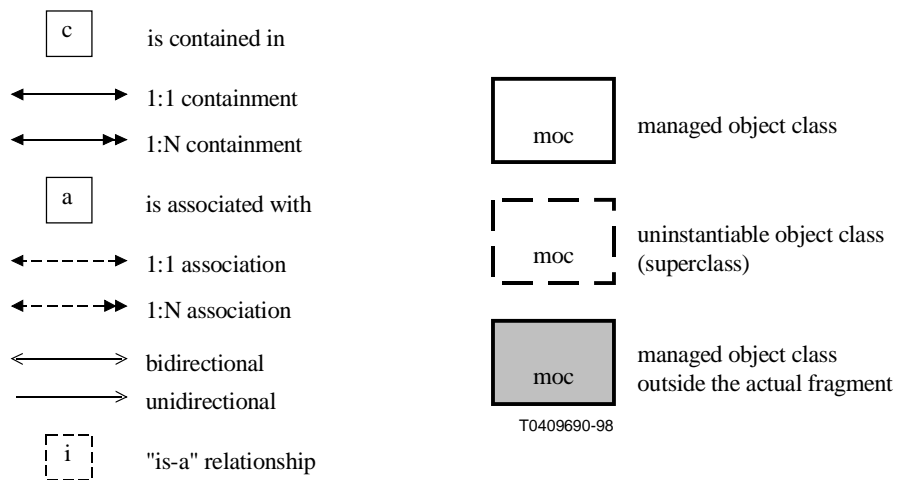 c
is contained in
1:1 containment
1:N containment
a
is associated with
1:1 association
1:N association
bidirectional
unidirectional
i
"is-a" relationship
moc
managed object class
moc
uninstantiable object class
(superclass)
moc
managed object class
outside the actual fragment
T0409690-98